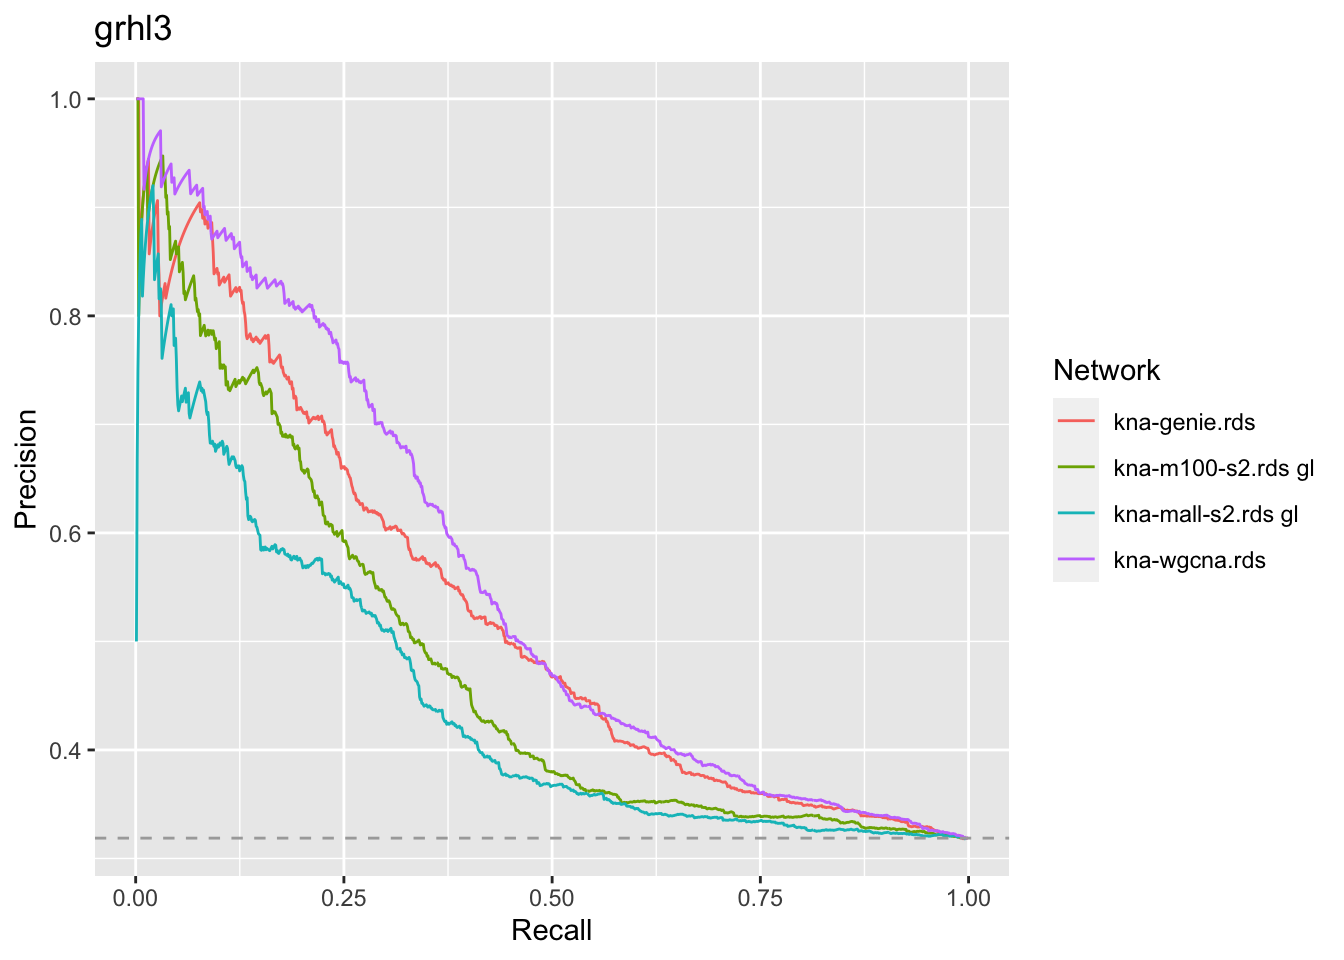 grhl3
1.0
0.8
0.6
0.4
Precision
0.00 0.25 0.50 0.75 1.00
Recall
Network
kna-genie.rds
kna-m100-s2.rds gl
kna-mall-s2.rds gl
kna-wgcna.rds